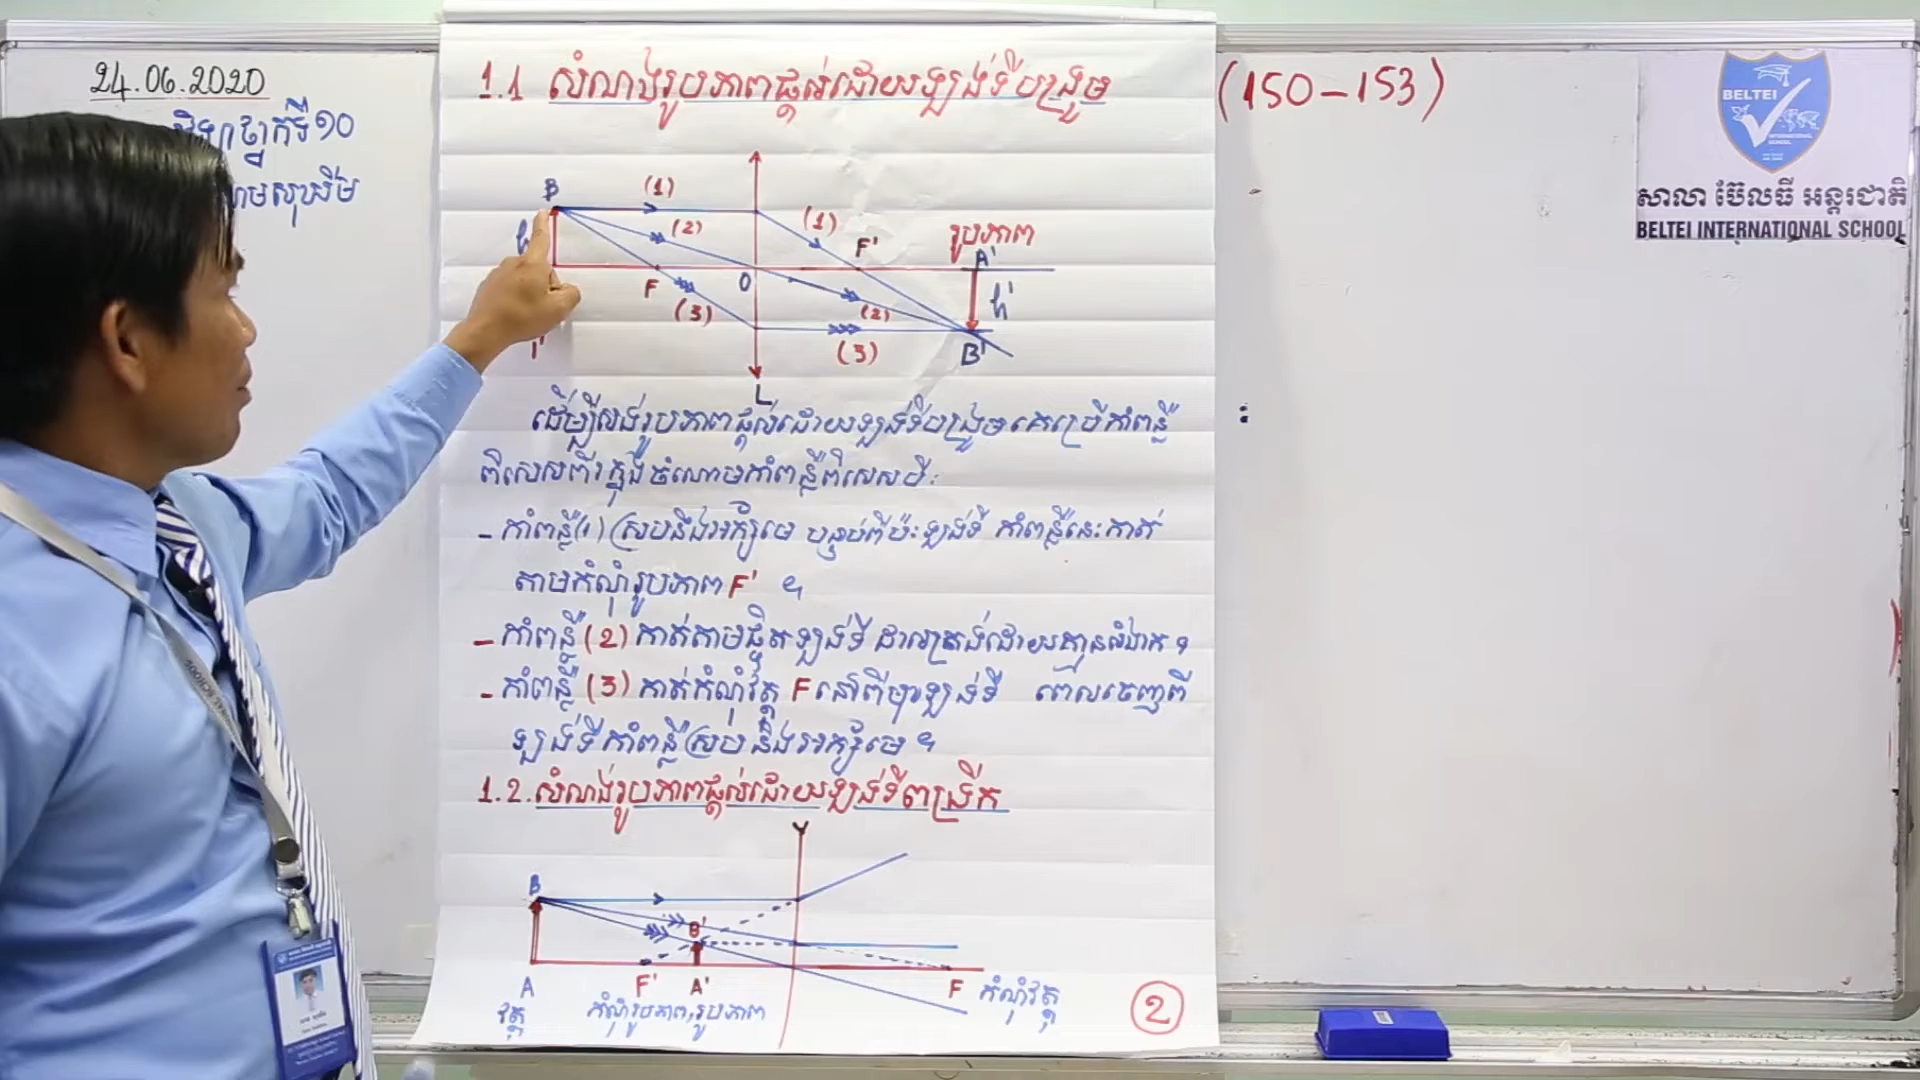 24.06.2020
ថ្នាក់ទី១០
1.1 សំណង់រូបភាពផ្តល់ដោយឡង់ទីបង្រួម
(150-153)
BELTEI
INTERNATIONAL
SCHOOL
សាលា ប៊ែលធី អន្តរជាតិ
BELTEI INTERNATIONAL SCHOOL
B (1)
(2) (1) F' រូបភាព
A'
h h'
F O
(3) (2)
(3) B'
L
ដើម្បីសង់រូបភាពផ្តល់ដោយឡង់ទីបង្រួមគេប្រើកាំពន្លឺ
ពិសេសពីរក្នុងចំណោមកាំពន្លឺពិសេសបី:
- កាំពន្លឺ(1) ស្របនឹងអ័ក្សមេ បន្ទប់ពីប៉ះឡង់ទី កាំពន្លឺនេះកាត់
តាមកំណុំរូបភាព F' ។
- កាំពន្លឺ (2) កាត់តាមផ្ចិតឡង់ទី ដាលត្រង់ដោយគ្មានលំងាក ។
- កាំពន្លឺ (3) កាត់កំណុំវត្ថុ F នៅពីមុខឡង់ទី ពេលចេញពី
ឡង់ទីកាំពន្លឺស្របនឹងអ័ក្សមេ ។
1.2. សំណង់រូបភាពផ្តល់ដោយឡង់ទីពង្រីក
B
B'
A F' A' F កំណុំវត្ថុ
វត្ថុ កំណុំរូបភាព, រូបភាព
2